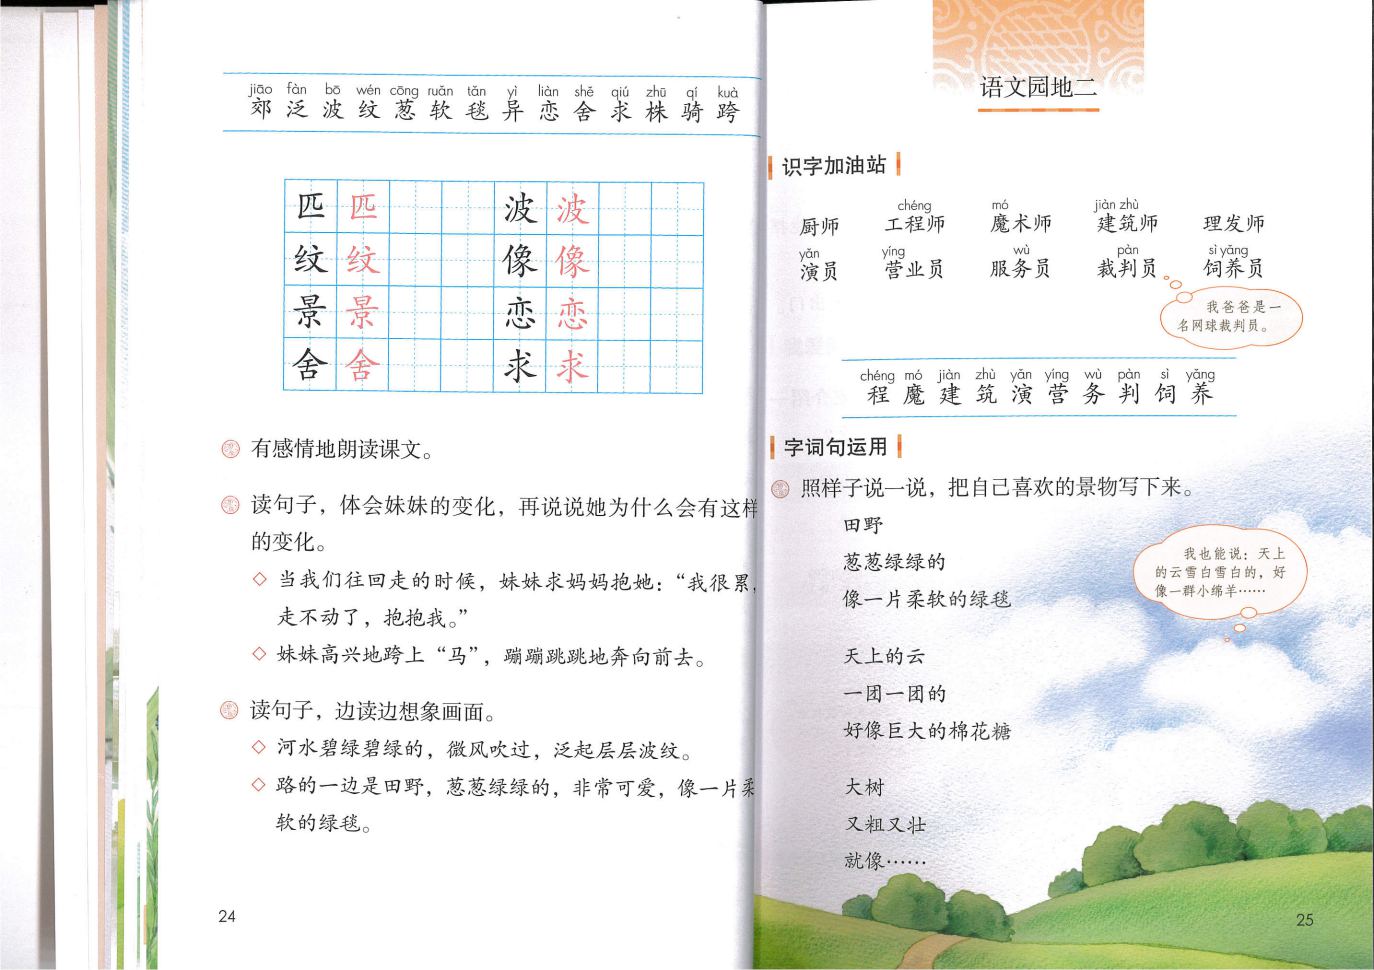 jiāo fàn bō wén cōng ruǎn tǎn yì liàn shě qiú zhū qí kuà
郊 泛 波 纹 葱 软 毯 异 恋 舍 求 株 骑 跨
匹 匹 波 波
纹 纹 像 像
景 景 恋 恋
舍 舍 求 求
有感情地朗读课文。
读句子，体会妹妹的变化，再说说她为什么会有这样
的变化。
◇ 当我们往回走的时候，妹妹求妈妈抱她：“我很累，
走不动了，抱抱我。”
◇ 妹妹高兴地跨上“马”，蹦蹦跳跳地奔向前去。
读句子，边读边想象画面。
◇ 河水碧绿碧绿的，微风吹过，泛起层层波纹。
◇ 路的一边是田野，葱葱绿绿的，非常可爱，像一片柔
软的绿毯。
24
语文园地二
识字加油站
chéng mó jiàn zhù
厨师 工程师 魔术师 建筑师 理发师
yǎn yíng wù pàn sì yǎng
演员 营业员 服务员 裁判员 饲养员
我爸爸是一
名网球裁判员。
chéng mó jiàn zhù yǎn yíng wù pàn sì yǎng
程 魔 建 筑 演 营 务 判 饲 养
字词句运用
照样子说一说，把自己喜欢的景物写下来。
田野
葱葱绿绿的
像一片柔软的绿毯
我也能说：天上
的云雪白雪白的，好
像一群小绵羊……
天上的云
一团一团的
好像巨大的棉花糖
大树
又粗又壮
就像……
25